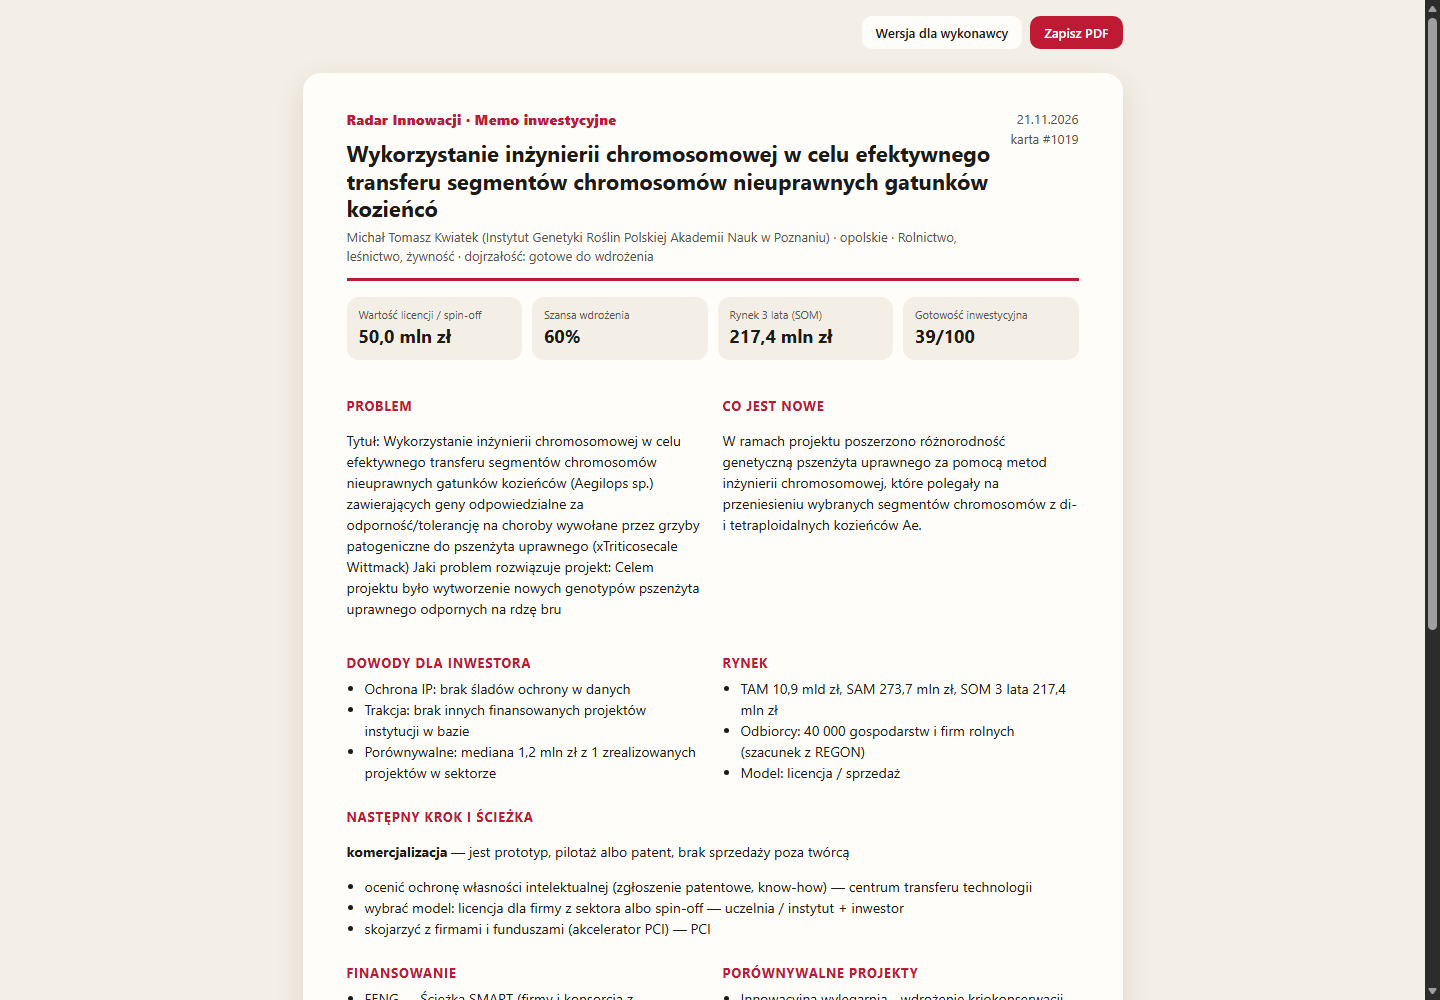 Wersja dla wykonawcy
Zapisz PDF
Radar Innowacji · Memo inwestycyjne
21.11.2026
karta #1019
Wykorzystanie inżynierii chromosomowej w celu efektywnego
transferu segmentów chromosomów nieuprawnych gatunków
kozieńcó
Michał Tomasz Kwiatek (Instytut Genetyki Roślin Polskiej Akademii Nauk w Poznaniu) · opolskie · Rolnictwo,
leśnictwo, żywność · dojrzałość: gotowe do wdrożenia
Wartość licencji / spin-off
50,0 mln zł
Szansa wdrożenia
60%
Rynek 3 lata (SOM)
217,4 mln zł
Gotowość inwestycyjna
39/100
PROBLEM
Tytuł: Wykorzystanie inżynierii chromosomowej w celu
efektywnego transferu segmentów chromosomów
nieuprawnych gatunków kozieńców (Aegilops sp.)
zawierających geny odpowiedzialne za
odporność/tolerancję na choroby wywołane przez grzyby
patogeniczne do pszenżyta uprawnego (xTriticosecale
Wittmack) Jaki problem rozwiązuje projekt: Celem
projektu było wytworzenie nowych genotypów pszenżyta
uprawnego odpornych na rdzę bru
CO JEST NOWE
W ramach projektu poszerzono różnorodność
genetyczną pszenżyta uprawnego za pomocą metod
inżynierii chromosomowej, które polegały na
przeniesieniu wybranych segmentów chromosomów z di-
i tetraploidalnych kozieńców Ae.
DOWODY DLA INWESTORA
• Ochrona IP: brak śladów ochrony w danych
• Trakcja: brak innych finansowanych projektów
instytucji w bazie
• Porównywalne: mediana 1,2 mln zł z 1 zrealizowanych
projektów w sektorze
RYNEK
• TAM 10,9 mld zł, SAM 273,7 mln zł, SOM 3 lata 217,4
mln zł
• Odbiorcy: 40 000 gospodarstw i firm rolnych
(szacunek z REGON)
• Model: licencja / sprzedaż
NASTĘPNY KROK I ŚCIEŻKA
komercjalizacja — jest prototyp, pilotaż albo patent, brak sprzedaży poza twórcą
• ocenić ochronę własności intelektualnej (zgłoszenie patentowe, know-how) — centrum transferu technologii
• wybrać model: licencja dla firmy z sektora albo spin-off — uczelnia / instytut + inwestor
• skojarzyć z firmami i funduszami (akcelerator PCI) — PCI
FINANSOWANIE
• FENG — Ścieżka SMART (firmy i konsorcja z
PORÓWNYWALNE PROJEKTY
• Innowacyjna wylęgarnia - wdrożenie kriokonserwacji